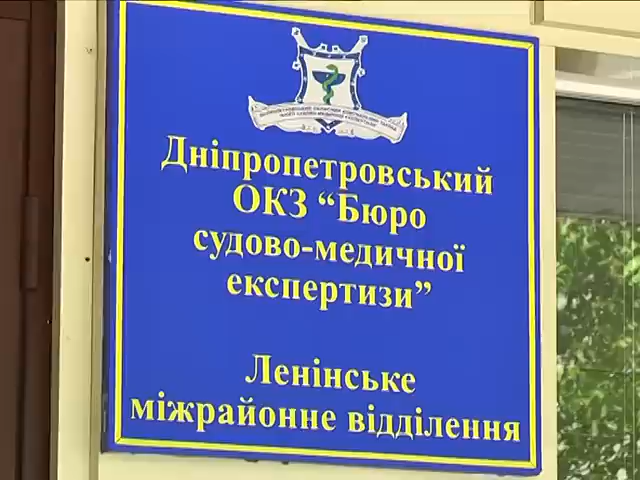 Дніпропетровський
ОКЗ “Бюро
судово-медичної
експертизи”
Ленінське
міжрайонне відділення